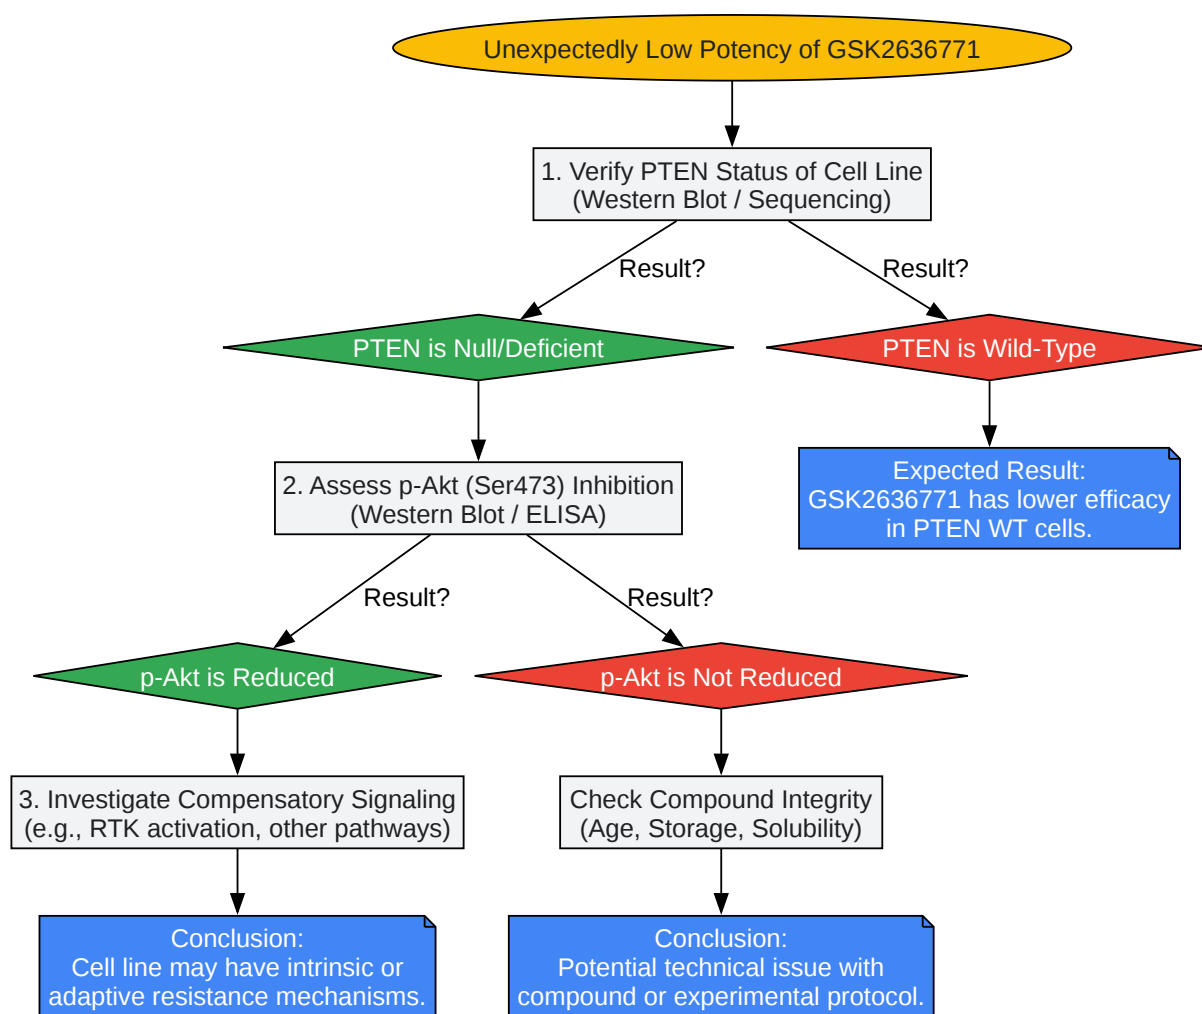 Unexpectedly Low Potency of GSK2636771
1. Verify PTEN Status of Cell Line
(Western Blot / Sequencing)
Result?
Result?
PTEN is Null/Deficient
PTEN is Wild-Type
2. Assess p-Akt (Ser473) Inhibition
(Western Blot / ELISA)
Expected Result:
GSK2636771 has lower efficacy
in PTEN WT cells.
Result?
Result?
p-Akt is Reduced
p-Akt is Not Reduced
3. Investigate Compensatory Signaling
(e.g., RTK activation, other pathways)
Check Compound Integrity
(Age, Storage, Solubility)
Conclusion:
Cell line may have intrinsic or
adaptive resistance mechanisms.
Conclusion:
Potential technical issue with
compound or experimental protocol.